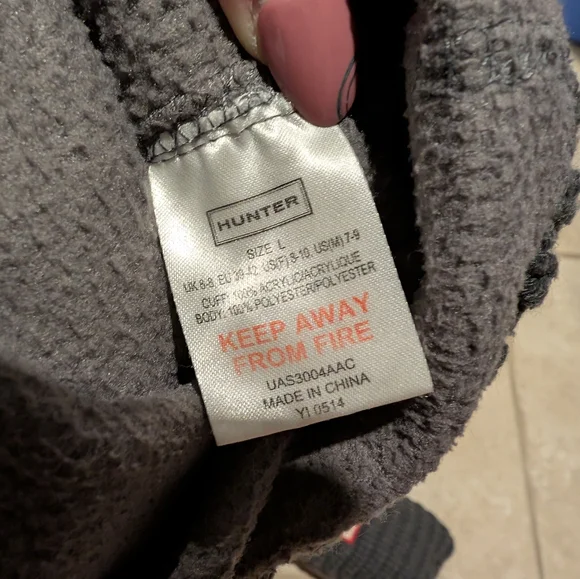 HUNTER
SIZE L
UK 6-8, EU 39-42, US(F) 8-10, US(M) 7-9
CUFF: 100% ACRYLIC/ACRYLIQUE
BODY: 100% POLYESTER/POLYESTER
KEEP AWAY
FROM FIRE
UAS3004AAC
MADE IN CHINA
YI 0514